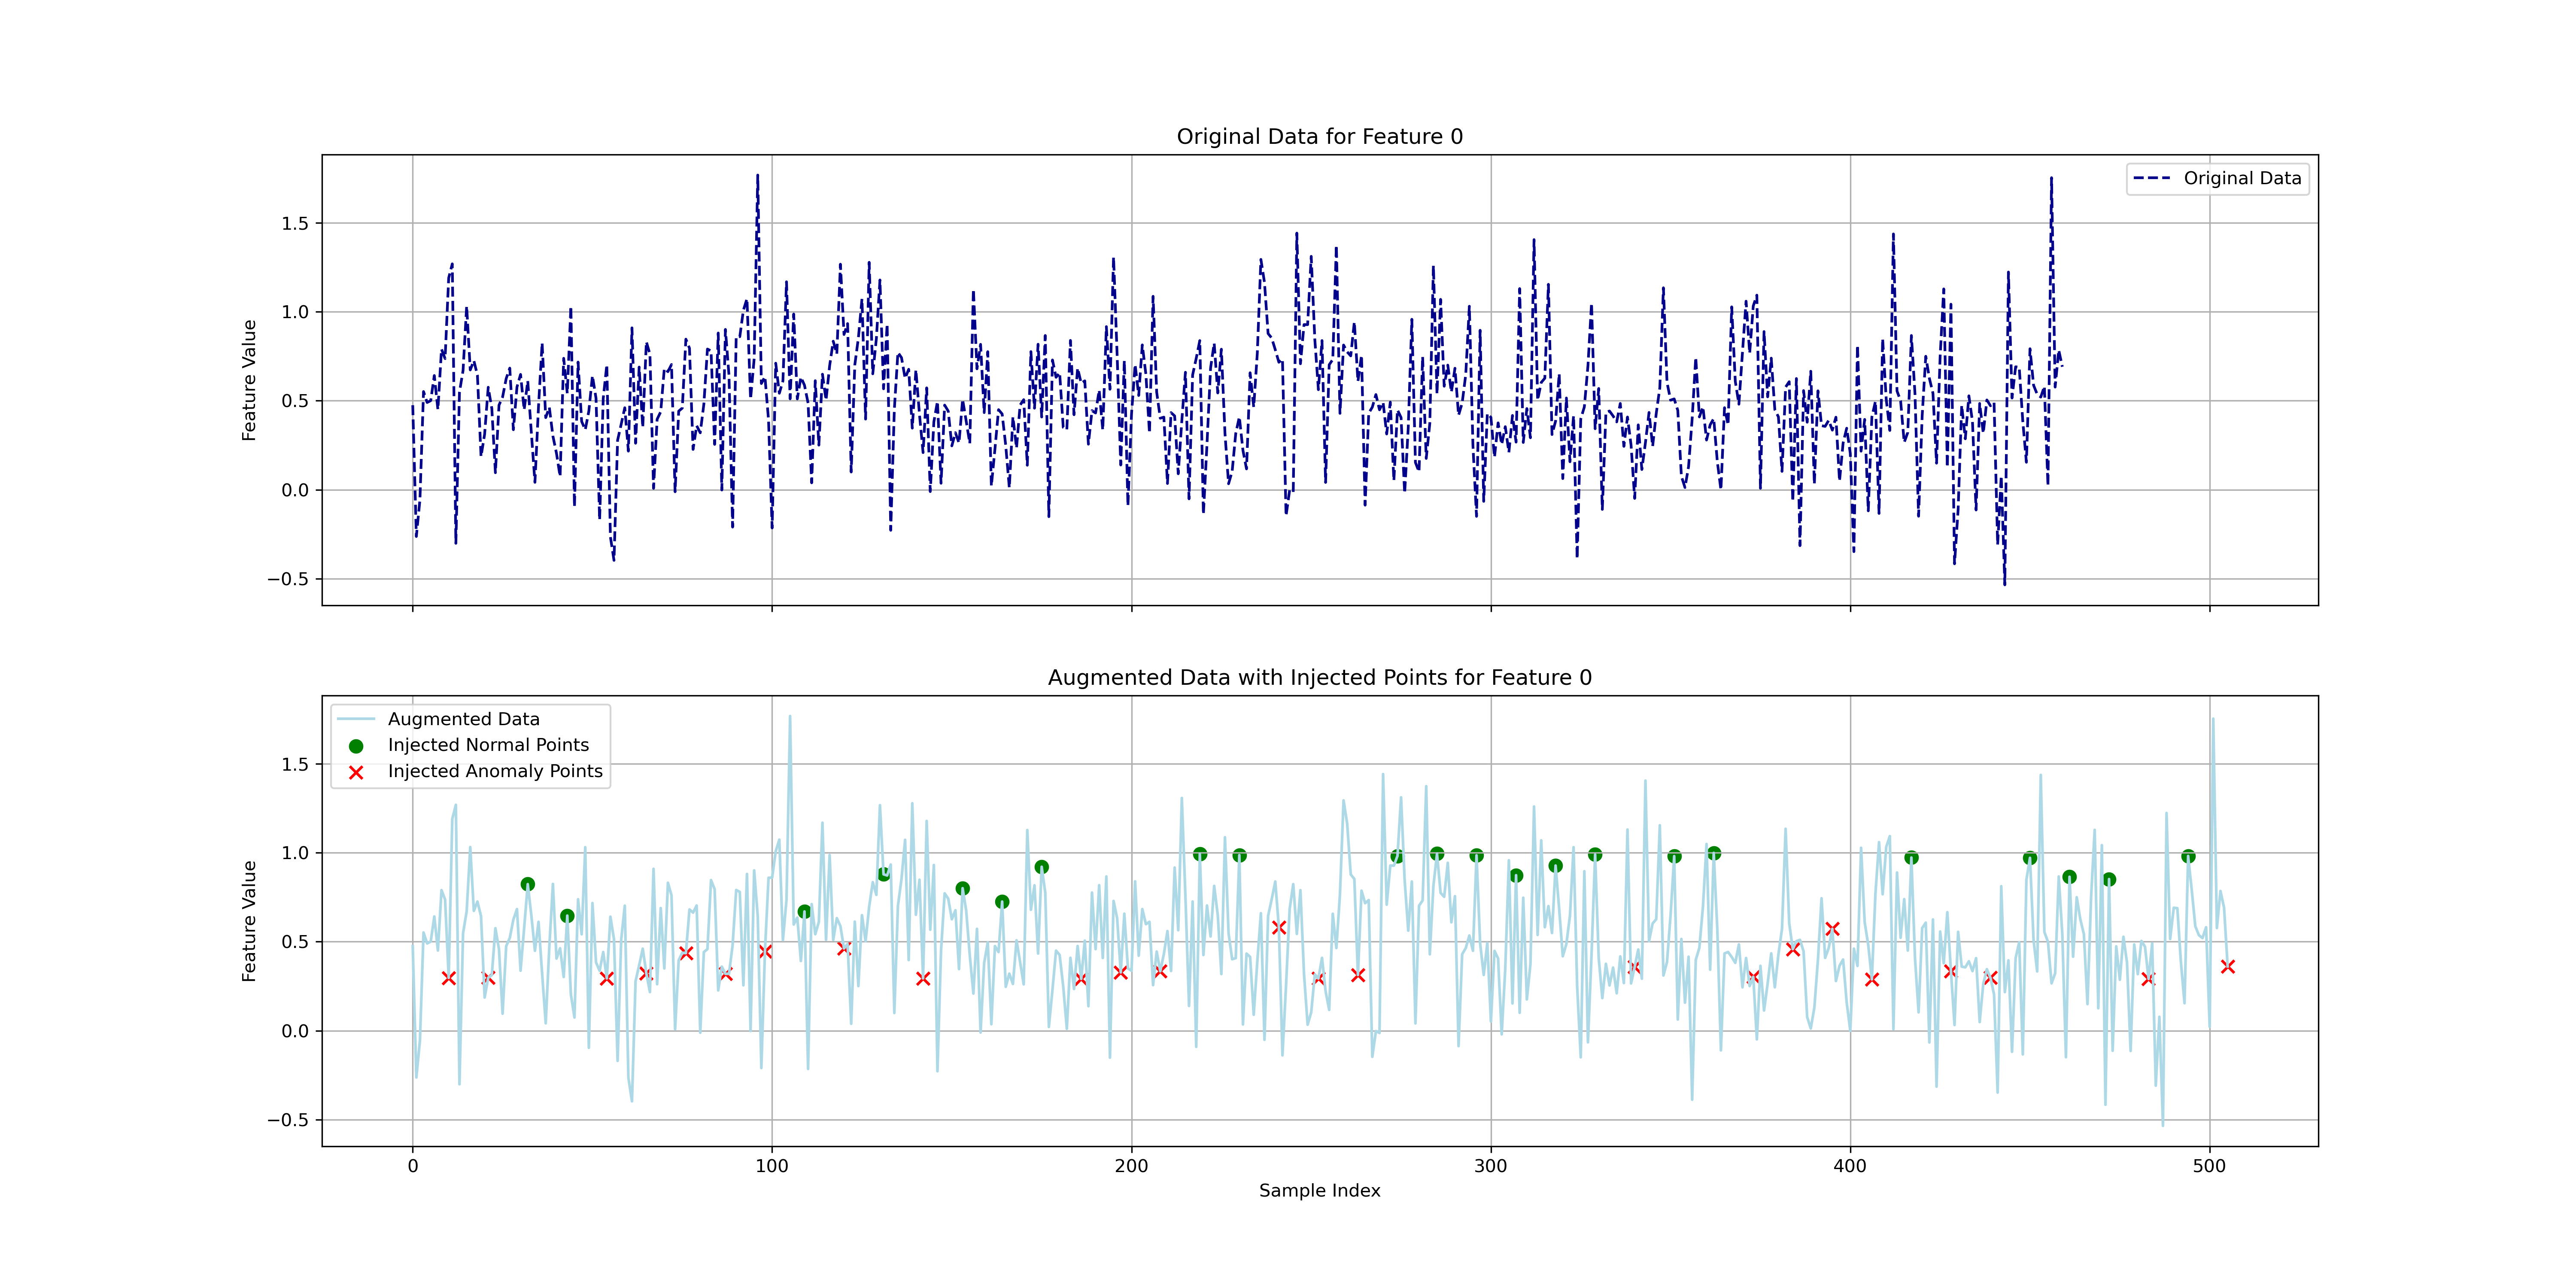 Original Data for Feature 0
Original Data
Feature Value
1.5
1.0
0.5
0.0
−0.5
Augmented Data with Injected Points for Feature 0
Augmented Data
Injected Normal Points
Injected Anomaly Points
Feature Value
1.5
1.0
0.5
0.0
−0.5
0 100 200 300 400 500
Sample Index